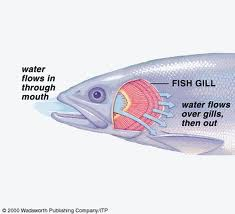 water
flows in
through
mouth
FISH GILL
water flows
over gills,
then out
© 2000 Wadsworth Publishing Company/ITP